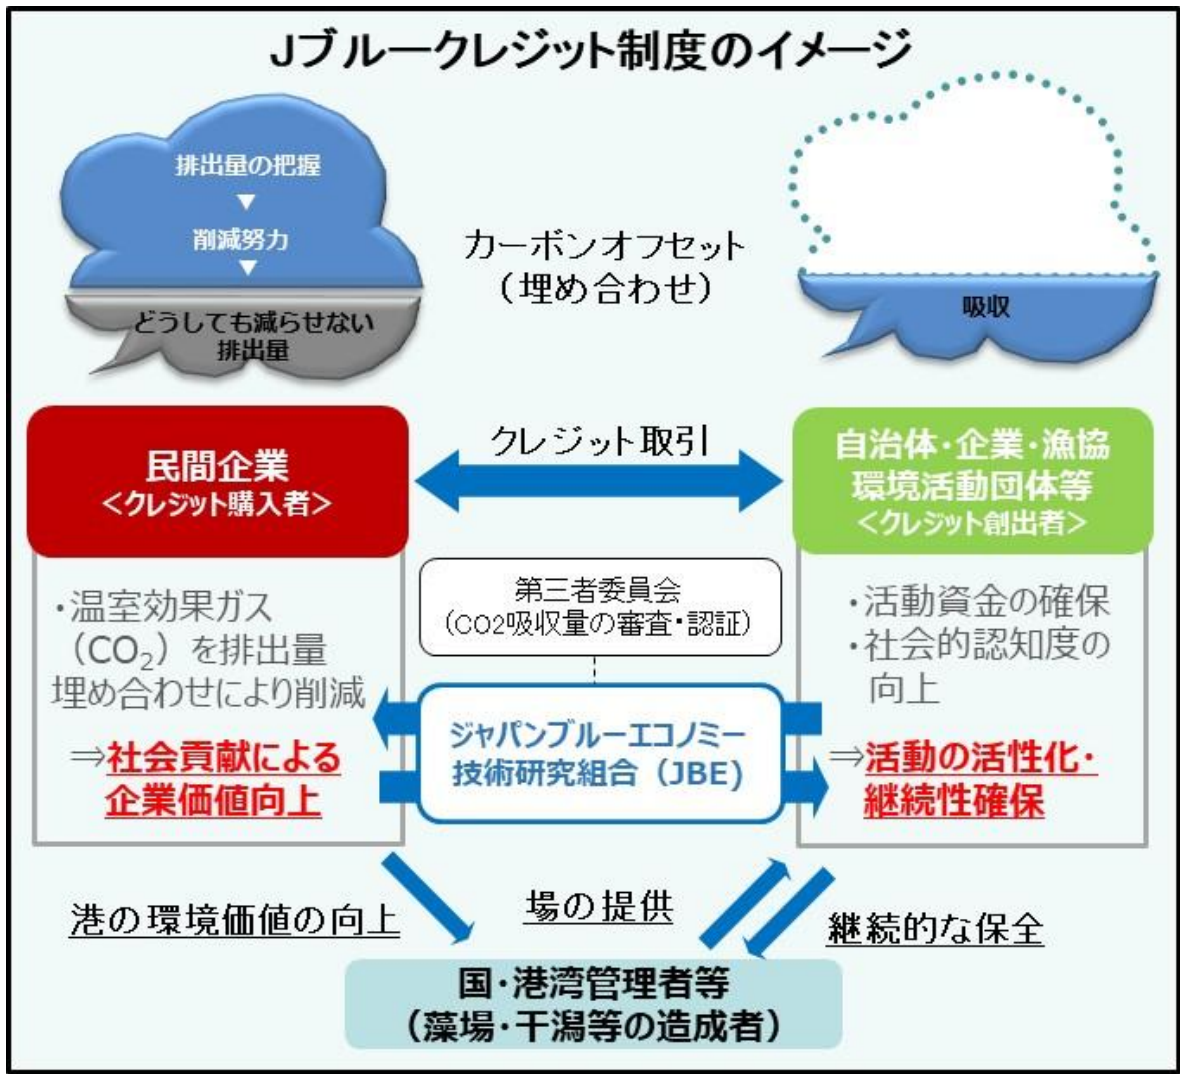 Jブルークレジット制度のイメージ
排出量の把握
▼
削減努力
▼
どうしても減らせない
排出量
カーボンオフセット
（埋め合わせ）
吸収
民間企業
＜クレジット購入者＞
クレジット取引
自治体・企業・漁協
環境活動団体等
＜クレジット創出者＞
・温室効果ガス
（CO₂）を排出量
埋め合わせにより削減
⇒社会貢献による
企業価値向上
第三者委員会
（CO2吸収量の審査・認証）
ジャパンブルーエコノミー
技術研究組合（JBE)
・活動資金の確保
・社会的認知度の
向上
⇒活動の活性化・
継続性確保
港の環境価値の向上
場の提供
継続的な保全
国・港湾管理者等
（藻場・干潟等の造成者）